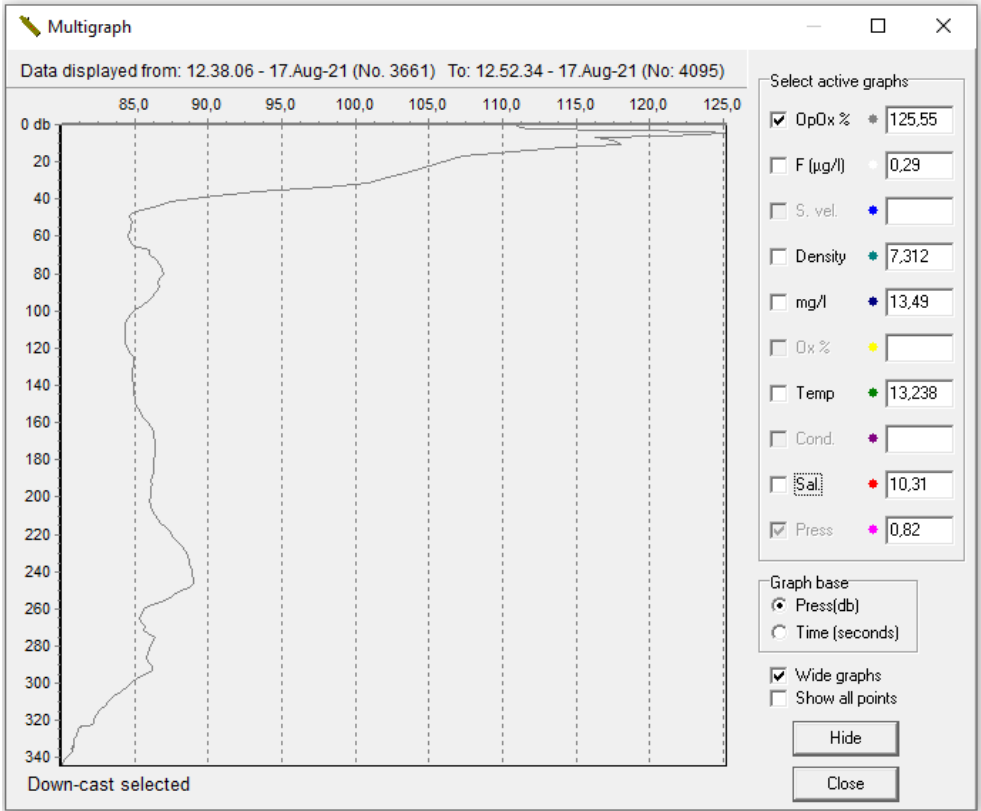 Multigraph
Data displayed from: 12.38.06 - 17.Aug-21 (No. 3661) To: 12.52.34 - 17.Aug-21 (No: 4095)
85,0 90,0 95,0 100,0 105,0 110,0 115,0 120,0 125,0
0 db
20
40
60
80
100
120
140
160
180
200
220
240
260
280
300
320
340
Down-cast selected
Select active graphs
OpOx % 125,55
F (µg/l) 0,29
S. vel.
Density 7,312
mg/l 13,49
Ox %
Temp 13,238
Cond.
Sal. 10,31
Press 0,82
Graph base
Press(db)
Time (seconds)
Wide graphs
Show all points
Hide
Close